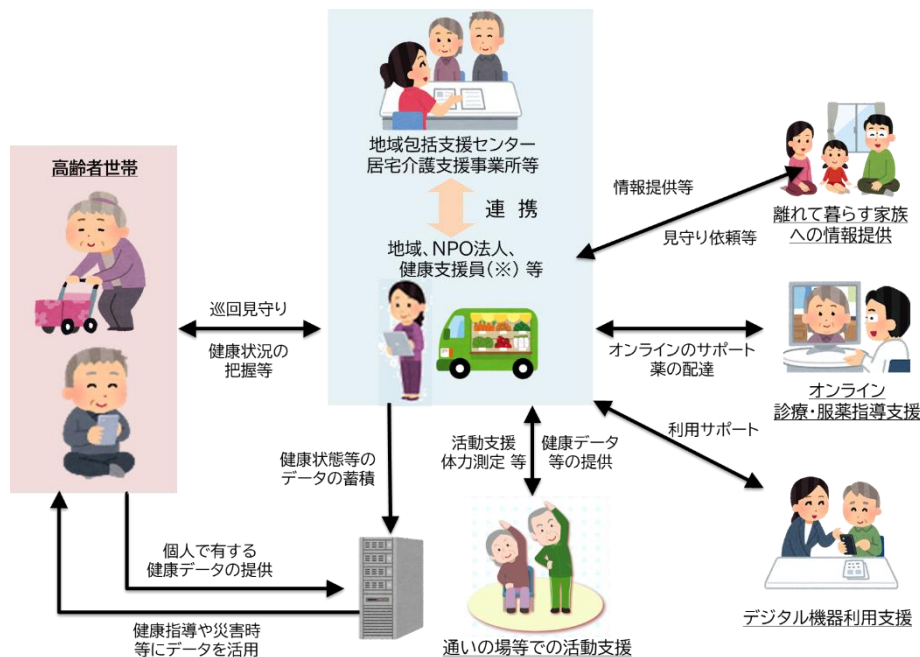 地域包括支援センター
居宅介護支援事業所等
連 携
地域、NPO法人、
健康支援員(※) 等
高齢者世帯
巡回見守り
健康状況の
把握等
情報提供等
見守り依頼等
離れて暮らす家族
への情報提供
オンラインのサポート
薬の配達
オンライン
診療・服薬指導支援
利用サポート
デジタル機器利用支援
活動支援
体力測定 等
健康データ
等の提供
通いの場等での活動支援
健康状態等の
データの蓄積
個人で有する
健康データの提供
健康指導や災害時
等にデータを活用